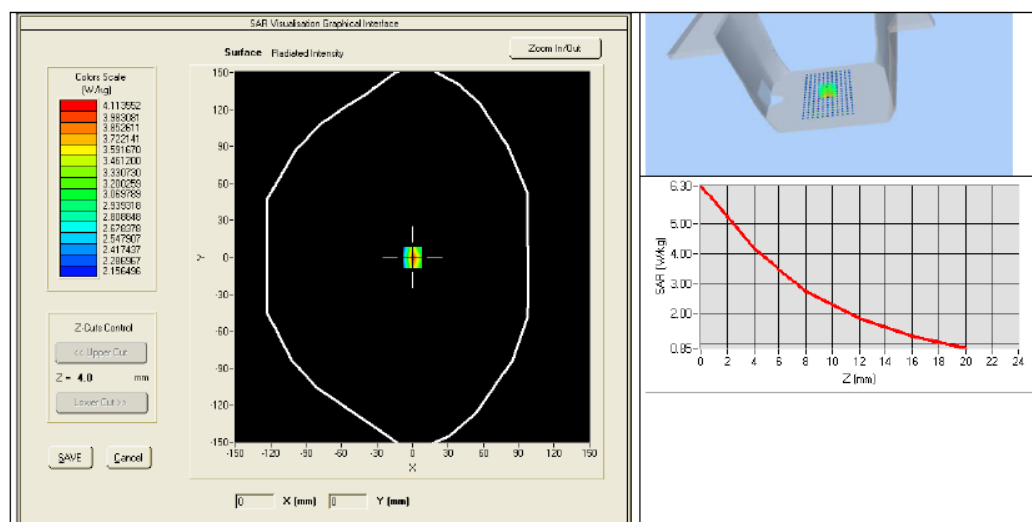 SAR Visualisation Graphical Interface
Surface Radiated Intensity
Zoom In/Out
Colors Scale
(W/kg)
4.113552
3.983081
3.852611
3.722141
3.591670
3.461200
3.330730
3.200259
3.069789
2.939318
2.808848
2.678378
2.547907
2.417437
2.286967
2.156496
Z-Cuts Control
<< Upper Cut
Z = 4.0 mm
Lower Cut >>
SAVE
Cancel
150-
120-
90-
60-
30-
0-
-30-
-60-
-90-
-120-
-150-
Y
-150 -120 -90 -60 -30 0 30 60 90 120 150
X
0 X (mm) 0 Y (mm)
6.30-
5.00-
4.00-
3.00-
2.00-
0.85-
SAR (W/kg)
0 2 4 6 8 10 12 14 16 18 20 22 24
Z (mm)